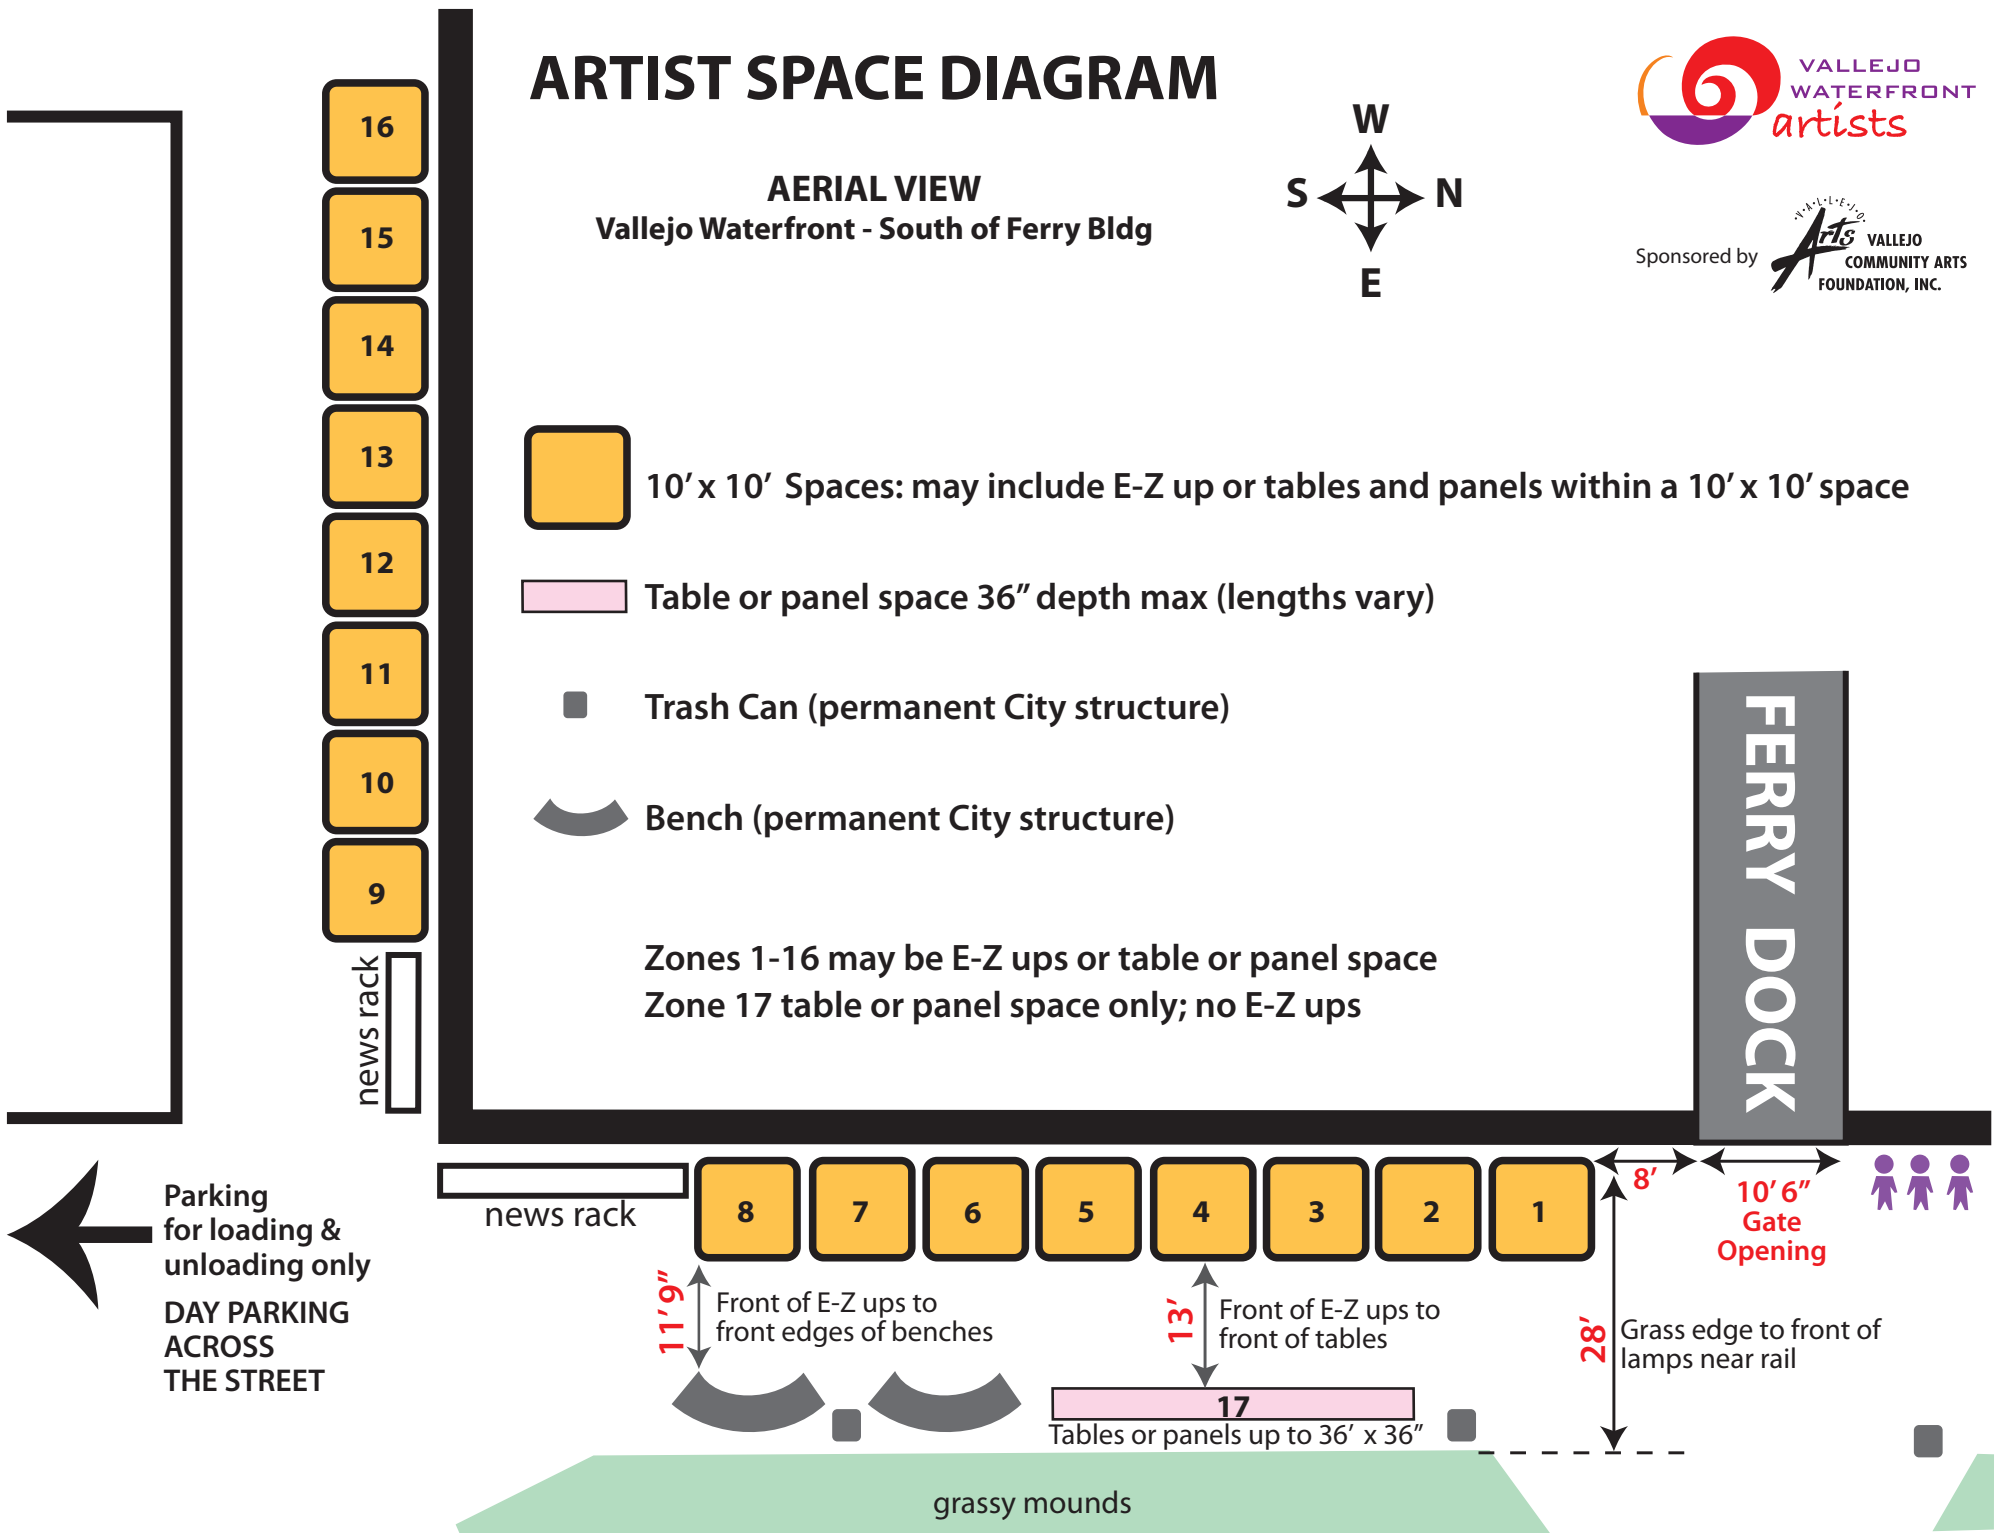 ARTIST SPACE DIAGRAM
AERIAL VIEW
Vallejo Waterfront - South of Ferry Bldg
W
S
N
E
VALLEJO
WATERFRONT
artists
Sponsored by
VALLEJO
Arts
VALLEJO
COMMUNITY ARTS
FOUNDATION, INC.
16
15
14
13
12
11
10
9
10’ x 10’ Spaces: may include E-Z up or tables and panels within a 10’ x 10’ space
Table or panel space 36” depth max (lengths vary)
Trash Can (permanent City structure)
Bench (permanent City structure)
Zones 1-16 may be E-Z ups or table or panel space
Zone 17 table or panel space only; no E-Z ups
FERRY DOCK
news rack
news rack
8
7
6
5
4
3
2
1
8’
10’ 6”
Gate
Opening
Parking
for loading &
unloading only
DAY PARKING
ACROSS
THE STREET
11’ 9”
Front of E-Z ups to
front edges of benches
13’
Front of E-Z ups to
front of tables
28’
Grass edge to front of
lamps near rail
17
Tables or panels up to 36’ x 36”
grassy mounds